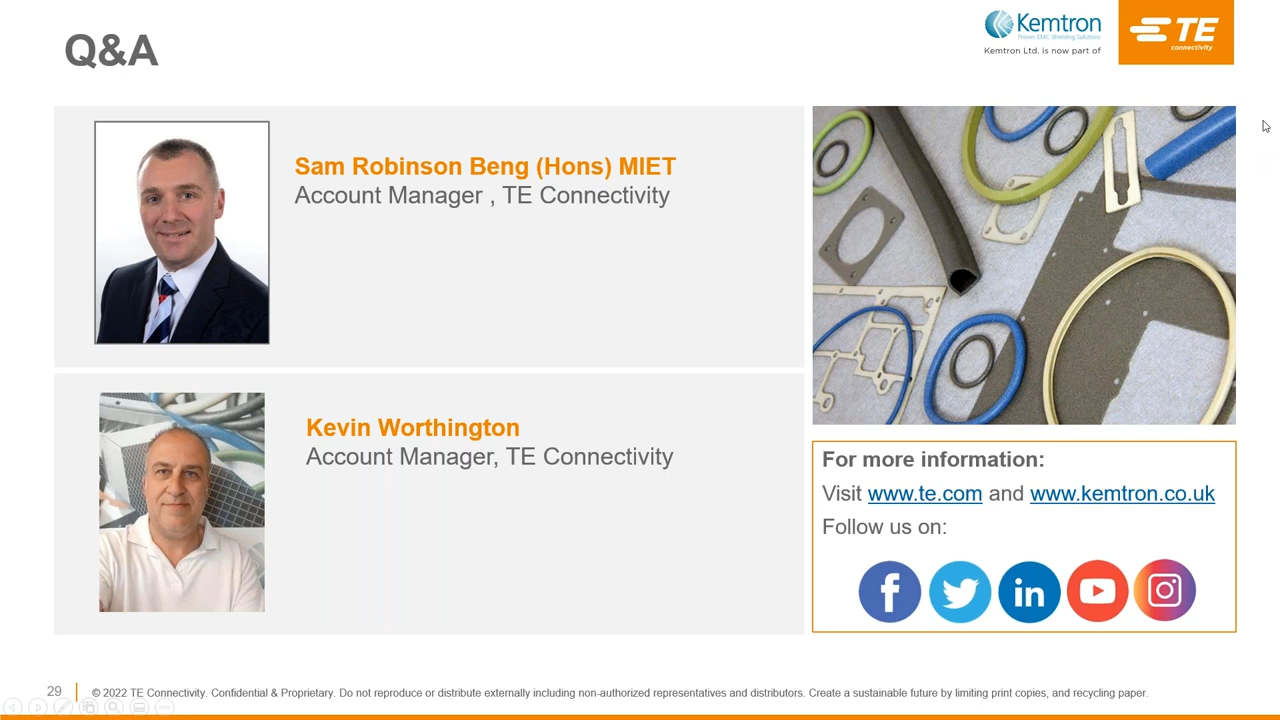 Q&A
Kemtron
Proven EMC Shielding Solutions
Kemtron Ltd. is now part of
TE
connectivity
Sam Robinson Beng (Hons) MIET
Account Manager , TE Connectivity
Kevin Worthington
Account Manager, TE Connectivity
For more information:
Visit www.te.com and www.kemtron.co.uk
Follow us on:
29
© 2022 TE Connectivity. Confidential & Proprietary. Do not reproduce or distribute externally including non-authorized representatives and distributors. Create a sustainable future by limiting print copies, and recycling paper.